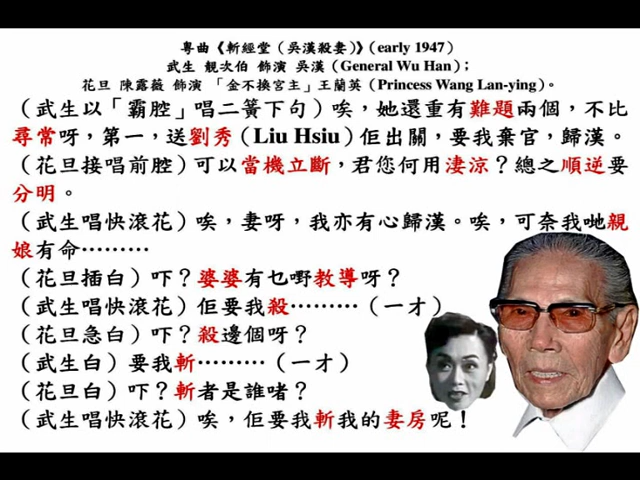 粵曲《斬經堂（吳漢殺妻）》（early 1947）
武生 靚次伯 飾演 吳漢（General Wu Han）；
花旦 陳露薇 飾演 「金不換宮主」王蘭英（Princess Wang Lan-ying）。
（武生以「霸腔」唱二簧下句）唉，她還重有難題兩個，不比
尋常呀，第一，送劉秀（Liu Hsiu）佢出關，要我棄官，歸漢。
（花旦接唱前腔）可以當機立斷，君您何用淒涼？總之順逆要
分明。
（武生唱快滾花）唉，妻呀，我亦有心歸漢。唉，可奈我哋親
娘有命………
（花旦插白）吓？婆婆有乜嘢教導呀？
（武生唱快滾花）佢要我殺………（一才）
（花旦急白）吓？殺邊個呀？
（武生白）要我斬………（一才）
（花旦白）吓？斬者是誰啫？
（武生唱快滾花）唉，佢要我斬我的妻房呢！